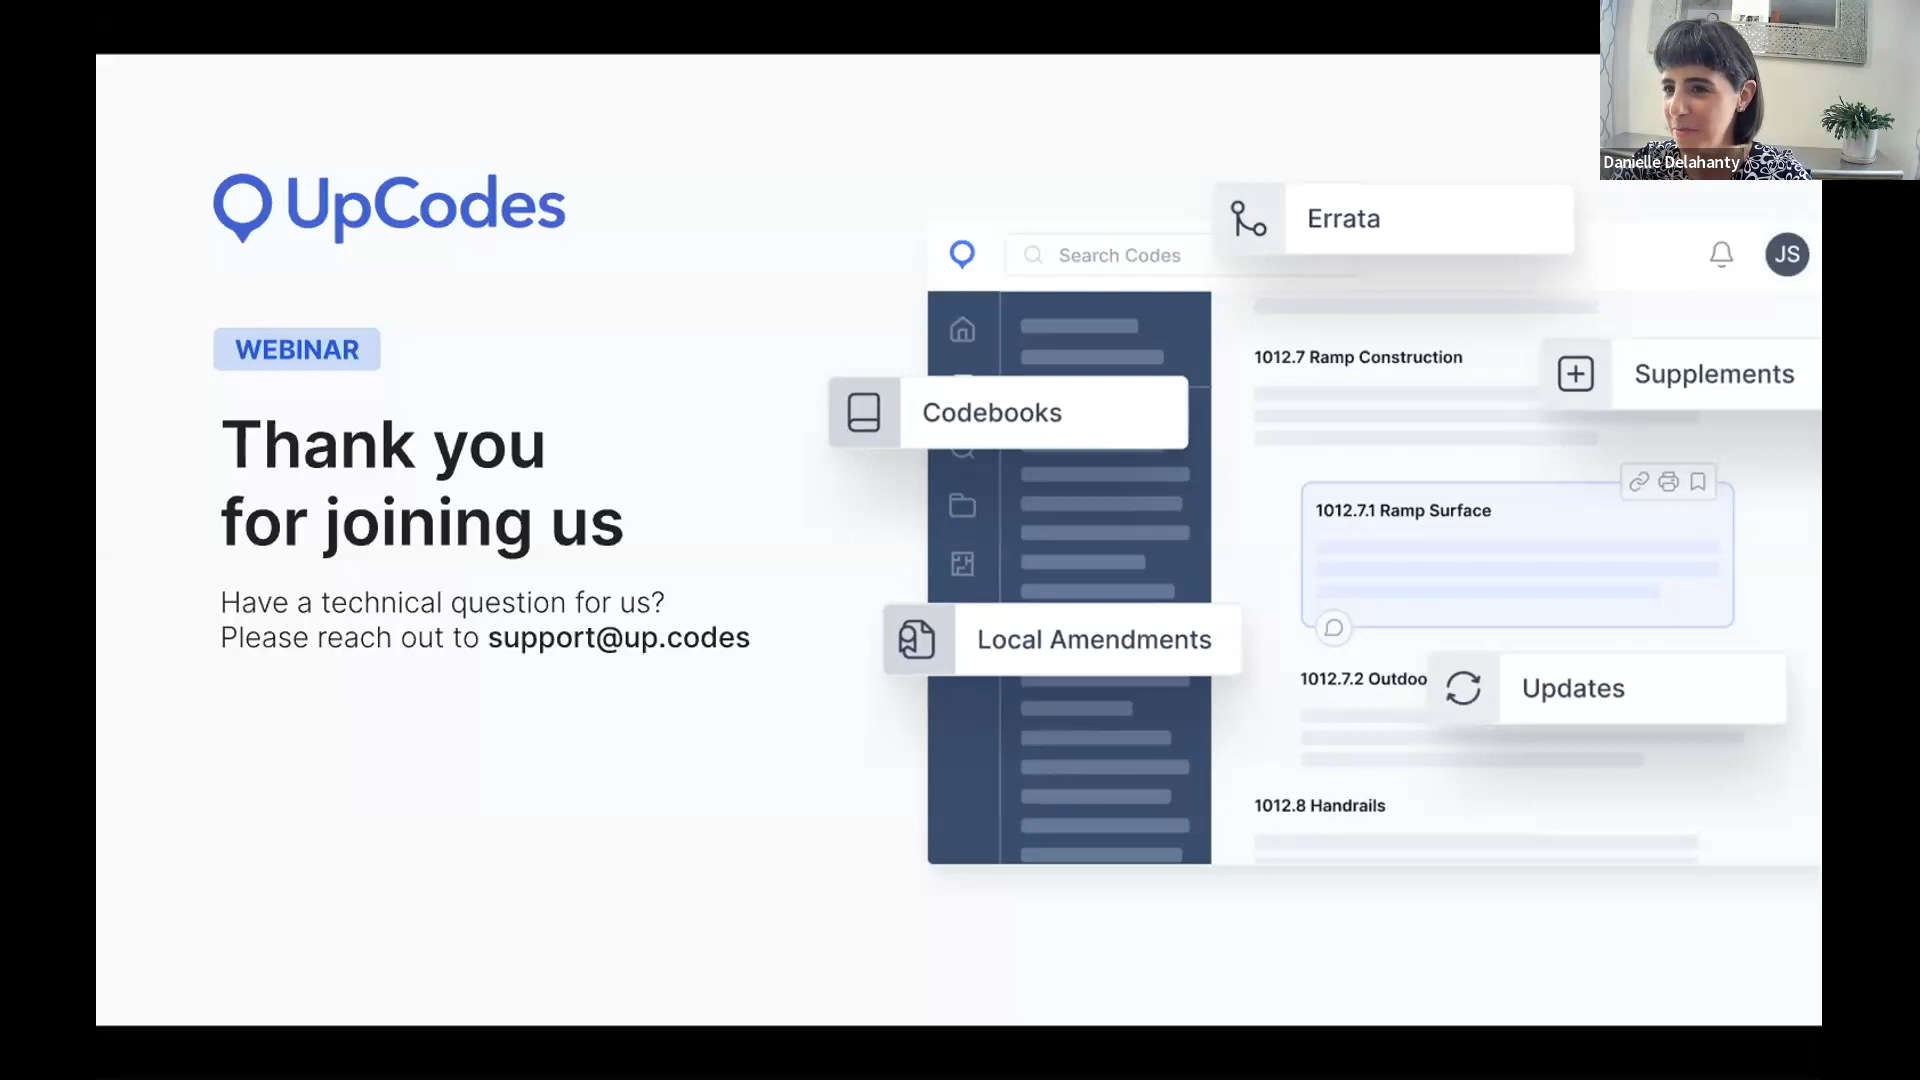 Danielle Delahanty
UpCodes
WEBINAR
Thank you
for joining us
Have a technical question for us?
Please reach out to support@up.codes
Errata
Search Codes
JS
1012.7 Ramp Construction
Supplements
Codebooks
1012.7.1 Ramp Surface
Local Amendments
1012.7.2 Outdoo
Updates
1012.8 Handrails